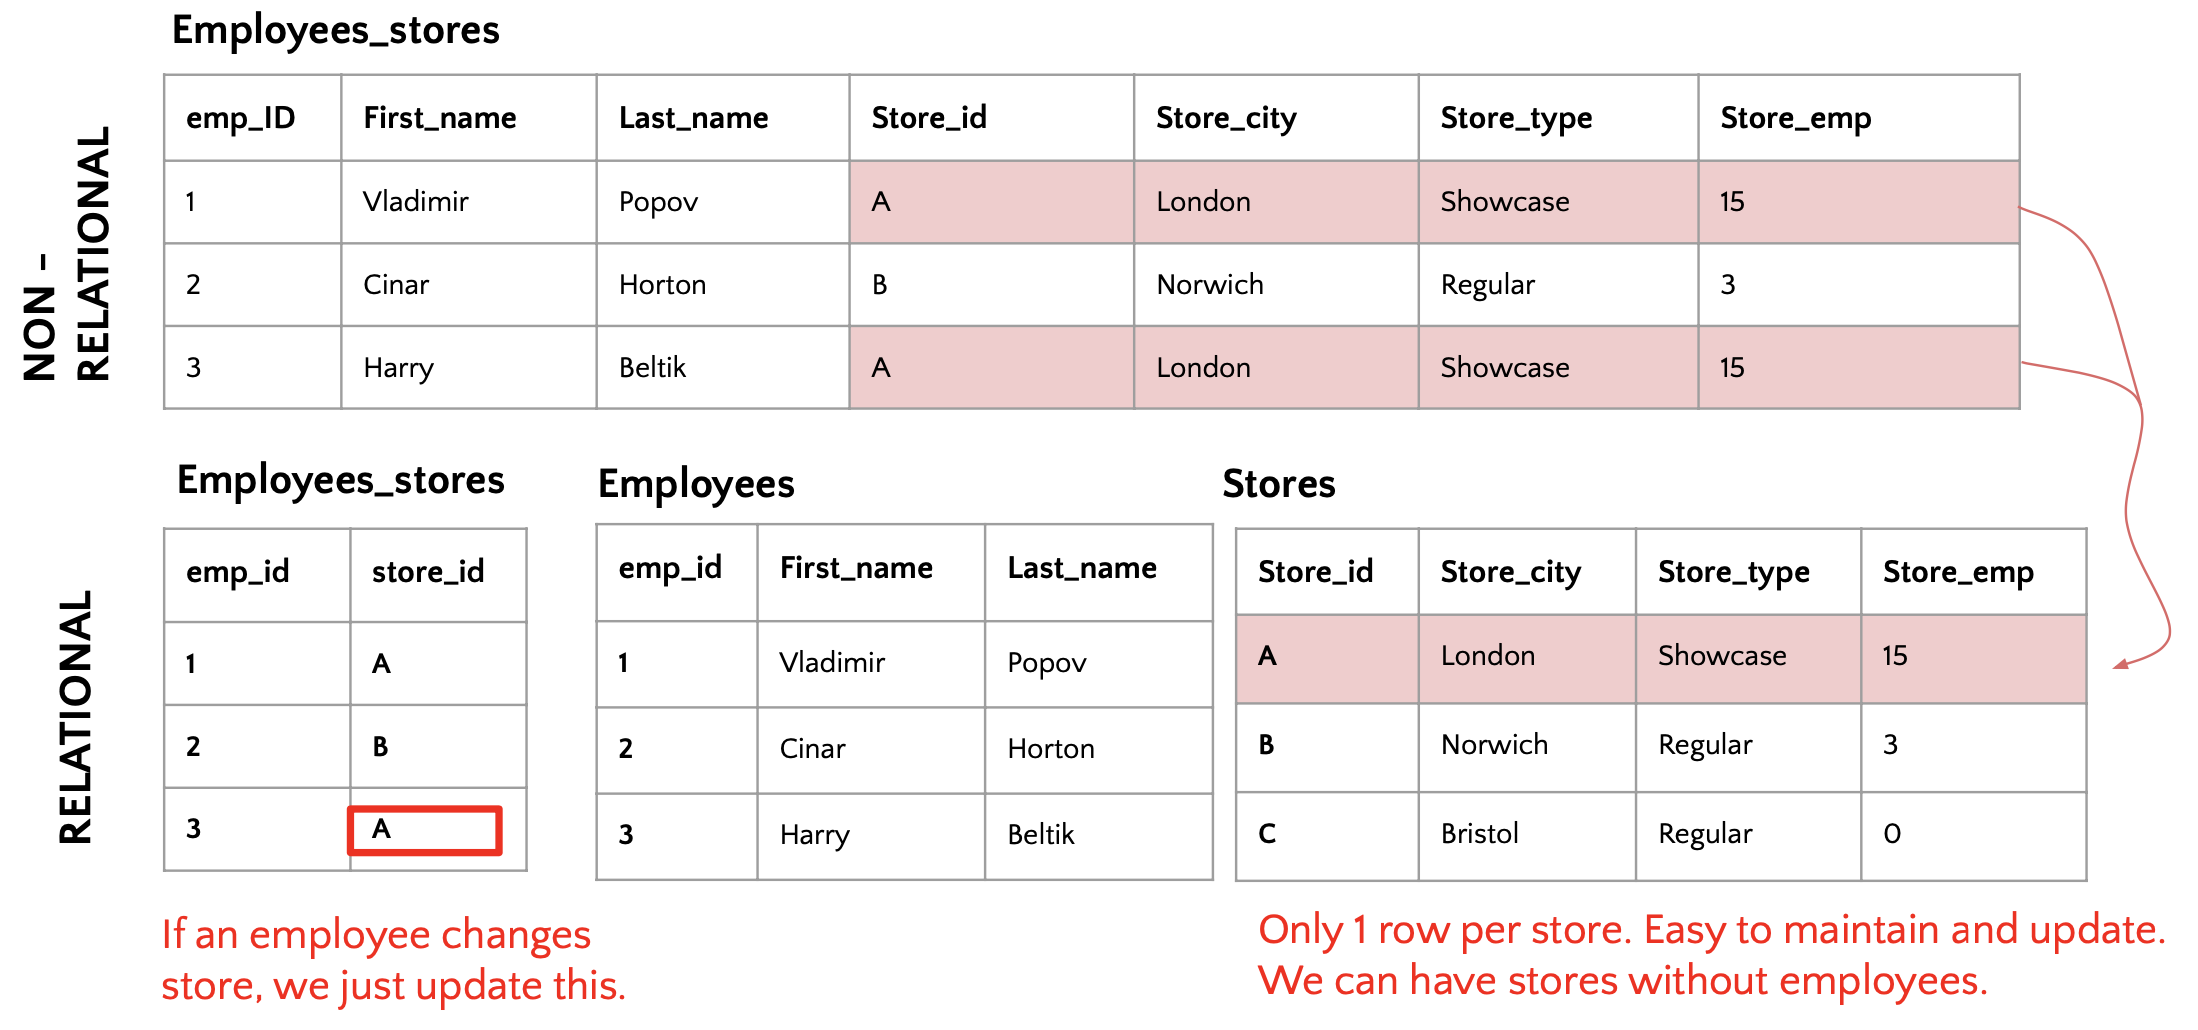 Employees_stores
NON –
RELATIONAL
emp_ID First_name Last_name Store_id Store_city Store_type Store_emp
1 Vladimir Popov A London Showcase 15
2 Cinar Horton B Norwich Regular 3
3 Harry Beltik A London Showcase 15
RELATIONAL
Employees_stores
emp_id store_id
1 A
2 B
3 A
If an employee changes
store, we just update this.
Employees
emp_id First_name Last_name
1 Vladimir Popov
2 Cinar Horton
3 Harry Beltik
Stores
Store_id Store_city Store_type Store_emp
A London Showcase 15
B Norwich Regular 3
C Bristol Regular 0
Only 1 row per store. Easy to maintain and update.
We can have stores without employees.